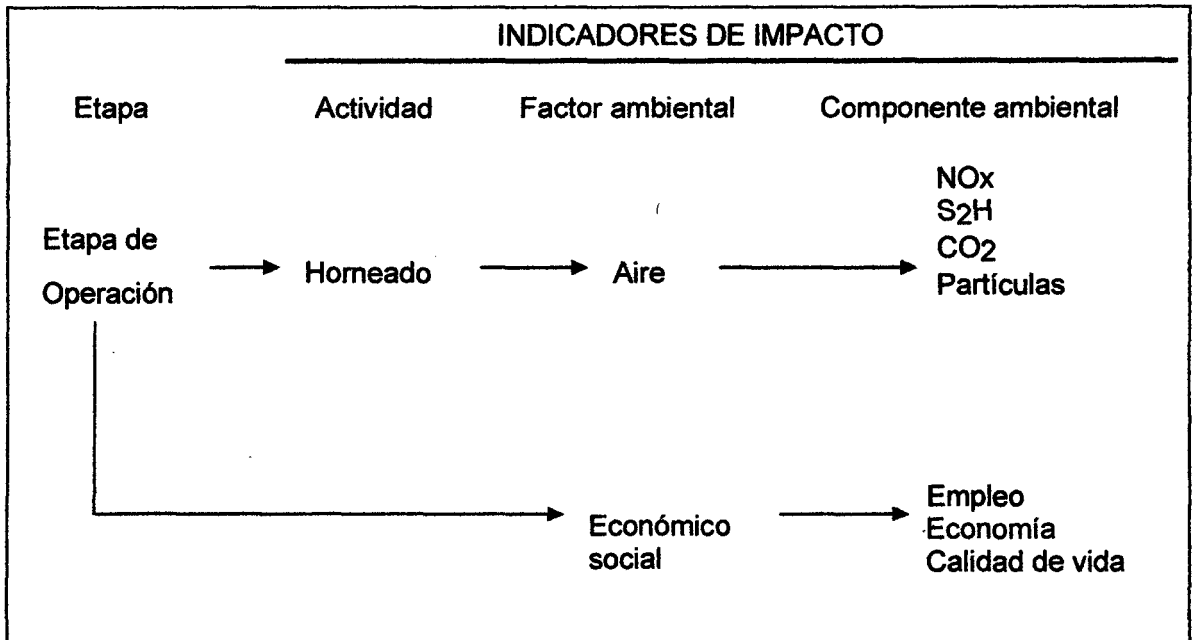 INDICADORES DE IMPACTO
Etapa Actividad Factor ambiental Componente ambiental
NOx
S2H
CO2
Partículas
Etapa de
Operación
Horneado
Aire
Económico
social
Empleo
Economía
Calidad de vida